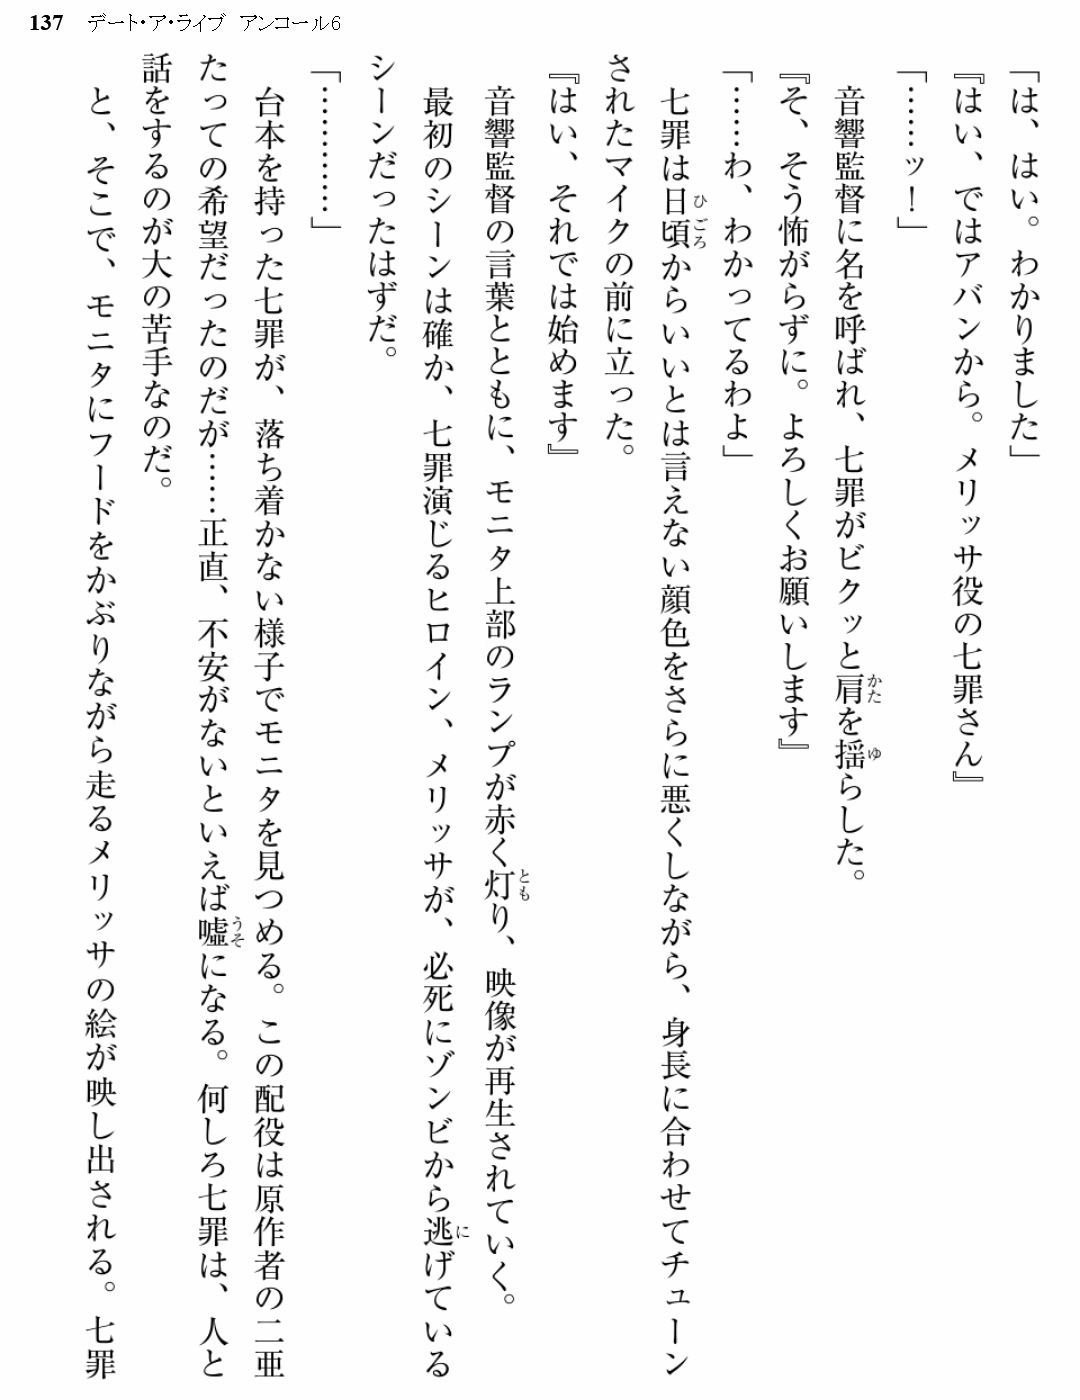 137 デート・ア・ライブ アンコール6
「は、はい。わかりました」
『はい、ではアバンから。メリッサ役の七罪さん』
「……ッ！」
音響監督に名を呼ばれ、七罪がビクッと肩を揺らした。
『そ、そう怖がらずに。よろしくお願いします』
「……わ、わかってるわよ」
七罪は日頃からいいとは言えない顔色をさらに悪くしながら、身長に合わせてチューン
されたマイクの前に立った。
『はい、それでは始めます』
音響監督の言葉とともに、モニタ上部のランプが赤く灯り、映像が再生されていく。
最初のシーンは確か、七罪演じるヒロイン、メリッサが、必死にゾンビから逃げている
シーンだったはずだ。
「…………」
台本を持った七罪が、落ち着かない様子でモニタを見つめる。この配役は原作者の二亜
たっての希望だったのだが……正直、不安がないといえば嘘になる。何しろ七罪は、人と
話をするのが大の苦手なのだ。
と、そこで、モニタにフードをかぶりながら走るメリッサの絵が映し出される。七罪